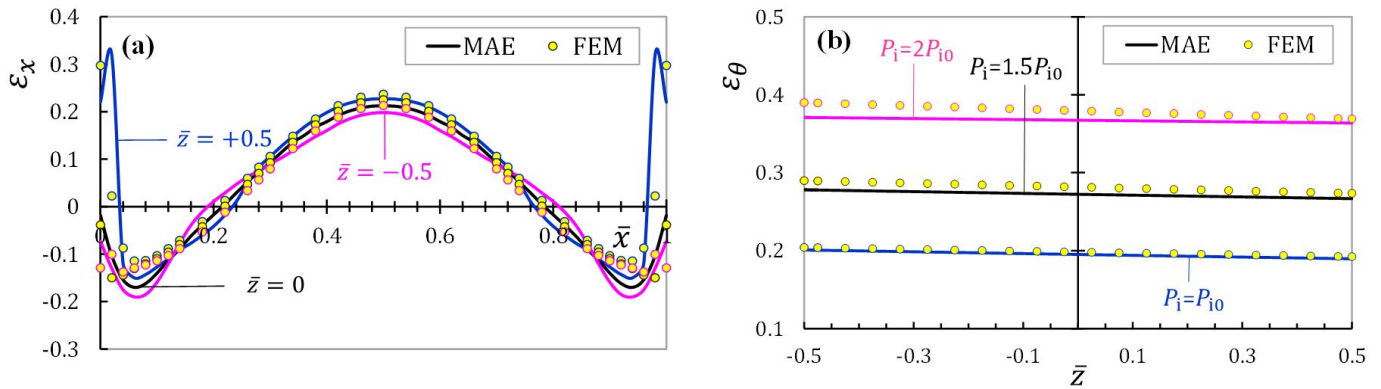 (a)
MAE
FEM
εx
0.4
0.3
0.2
0.1
0
-0.1
-0.2
-0.3
0
0.2
0.4
0.6
0.8
x̄
z̄ = +0.5
z̄ = −0.5
z̄ = 0
(b)
MAE
FEM
εθ
0.5
0.4
0.3
0.2
0.1
Pi=2Pi0
Pi=1.5Pi0
Pi=Pi0
-0.5
-0.3
-0.1
0.1
0.3
0.5
z̄